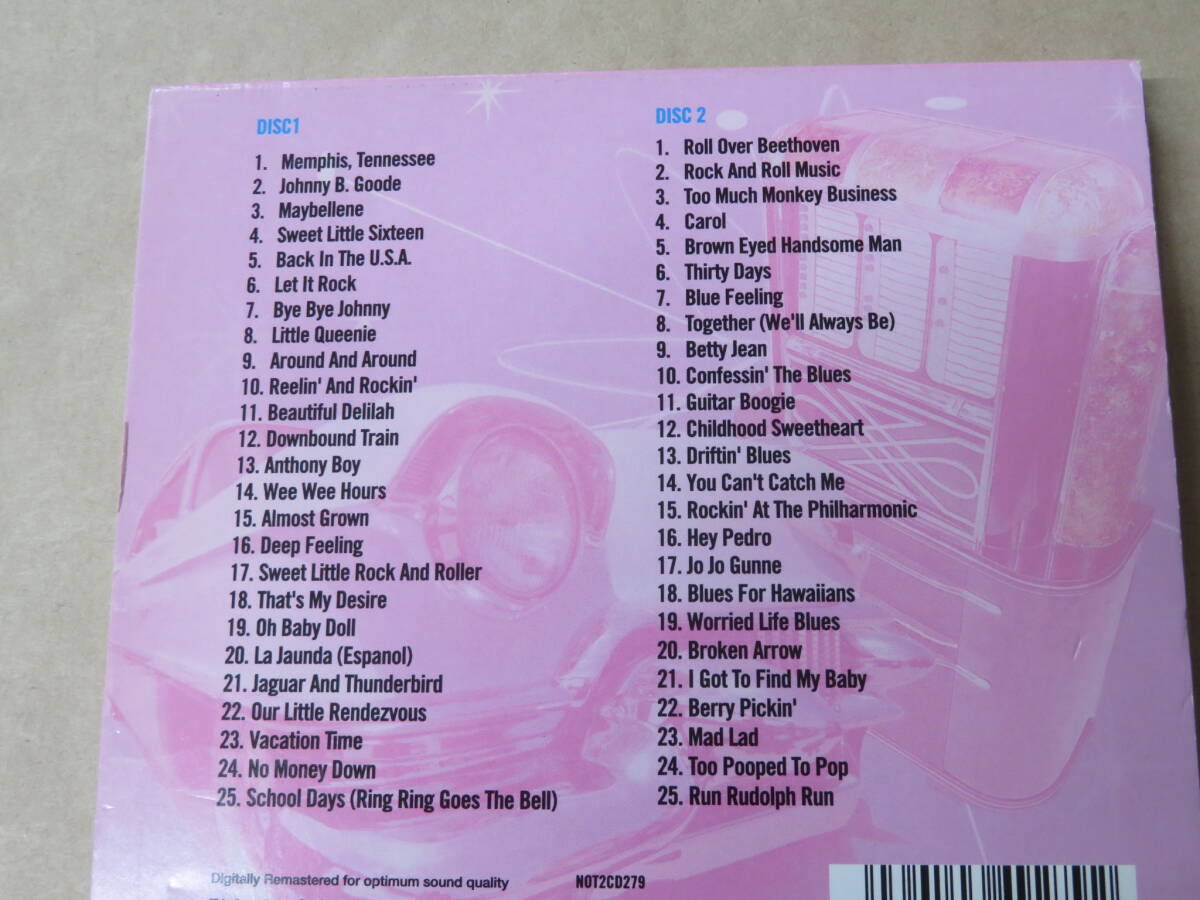 DISC1
1. Memphis, Tennessee
2. Johnny B. Goode
3. Maybellene
4. Sweet Little Sixteen
5. Back In The U.S.A.
6. Let It Rock
7. Bye Bye Johnny
8. Little Queenie
9. Around And Around
10. Reelin' And Rockin'
11. Beautiful Delilah
12. Downbound Train
13. Anthony Boy
14. Wee Wee Hours
15. Almost Grown
16. Deep Feeling
17. Sweet Little Rock And Roller
18. That's My Desire
19. Oh Baby Doll
20. La Jaunda (Espanol)
21. Jaguar And Thunderbird
22. Our Little Rendezvous
23. Vacation Time
24. No Money Down
25. School Days (Ring Ring Goes The Bell)
DISC 2
1. Roll Over Beethoven
2. Rock And Roll Music
3. Too Much Monkey Business
4. Carol
5. Brown Eyed Handsome Man
6. Thirty Days
7. Blue Feeling
8. Together (We'll Always Be)
9. Betty Jean
10. Confessin' The Blues
11. Guitar Boogie
12. Childhood Sweetheart
13. Driftin' Blues
14. You Can't Catch Me
15. Rockin' At The Philharmonic
16. Hey Pedro
17. Jo Jo Gunne
18. Blues For Hawaiians
19. Worried Life Blues
20. Broken Arrow
21. I Got To Find My Baby
22. Berry Pickin'
23. Mad Lad
24. Too Pooped To Pop
25. Run Rudolph Run
Digitally Remastered for optimum sound quality
NOT2CD279